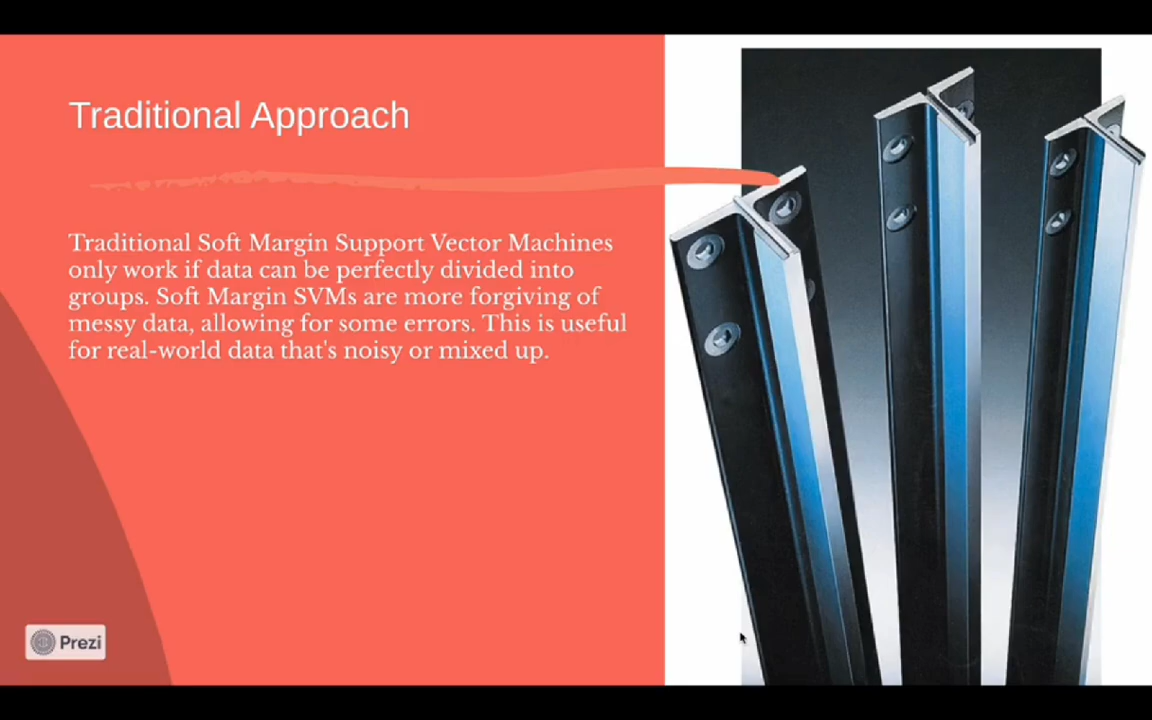 Traditional Approach
Traditional Soft Margin Support Vector Machines
only work if data can be perfectly divided into
groups. Soft Margin SVMs are more forgiving of
messy data, allowing for some errors. This is useful
for real-world data that's noisy or mixed up.
Prezi